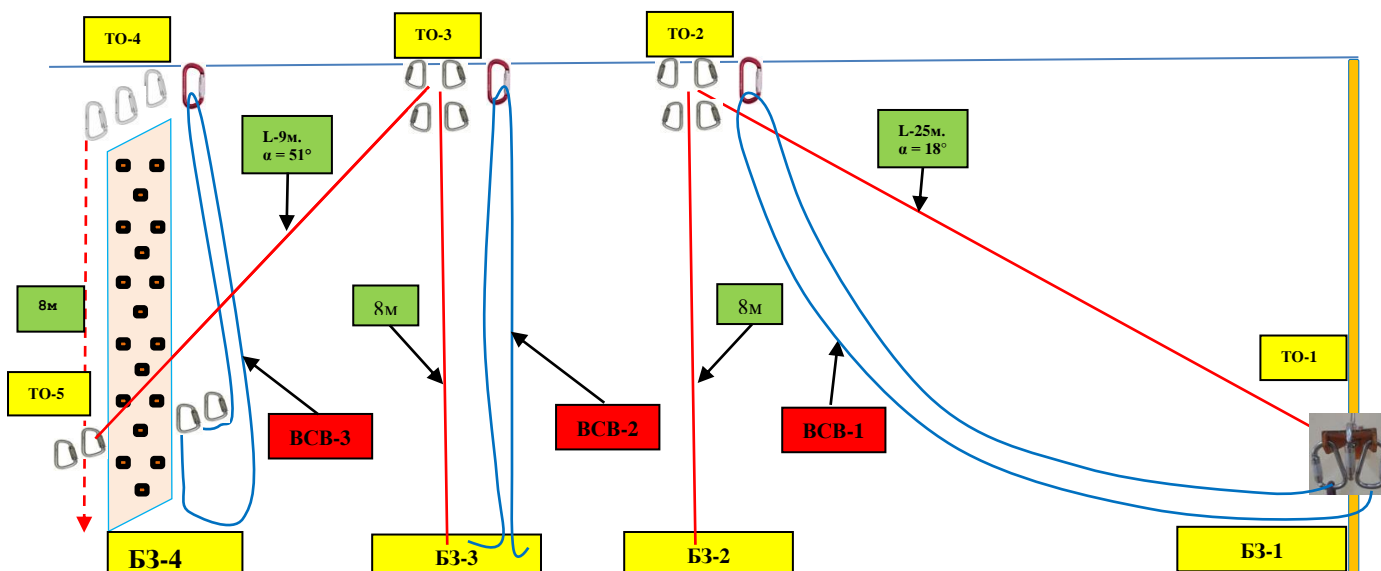 ТО-4
ТО-3
ТО-2
L-9м.
α = 51°
L-25м.
α = 18°
8м
8м
8м
ТО-1
ТО-5
ВСВ-3
ВСВ-2
ВСВ-1
БЗ-4
БЗ-3
БЗ-2
БЗ-1